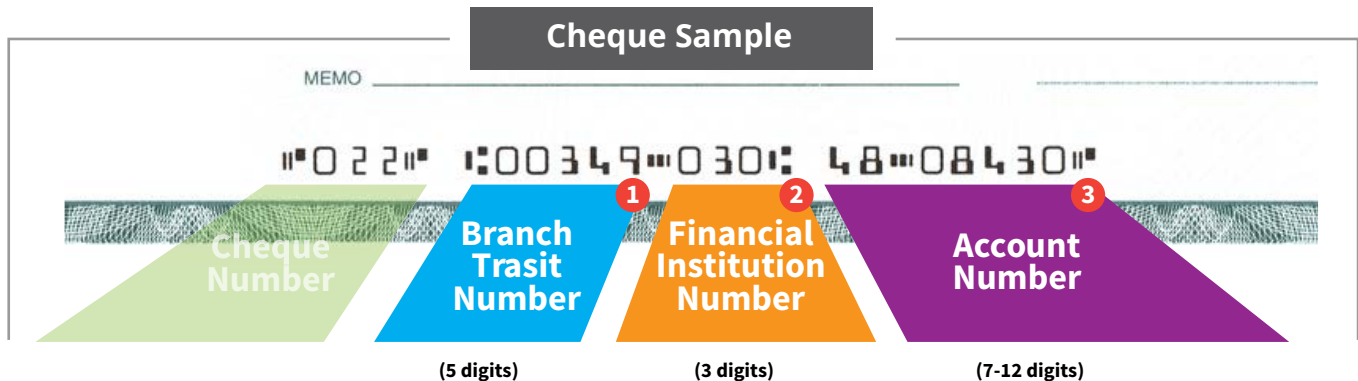 Cheque Sample
MEMO
⑈022⑈ ⑆00349⑉030⑆ 48⑉08430⑈
1 2 3
Cheque
Number
Branch
Trasit
Number
Financial
Institution
Number
Account
Number
(5 digits) (3 digits) (7-12 digits)